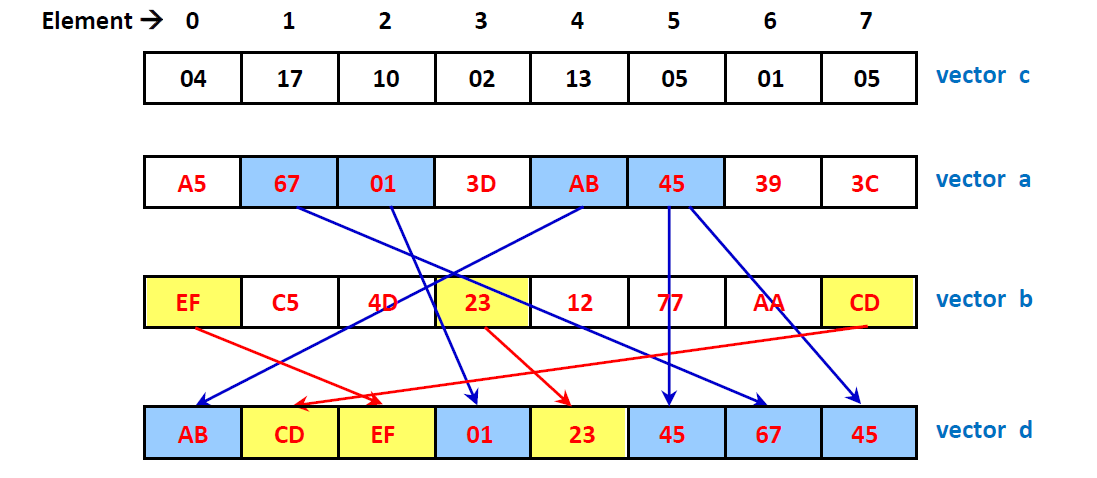 Element → 0 1 2 3 4 5 6 7
04 17 10 02 13 05 01 05 vector c
A5 67 01 3D AB 45 39 3C vector a
EF C5 4D 23 12 77 AA CD vector b
AB CD EF 01 23 45 67 45 vector d